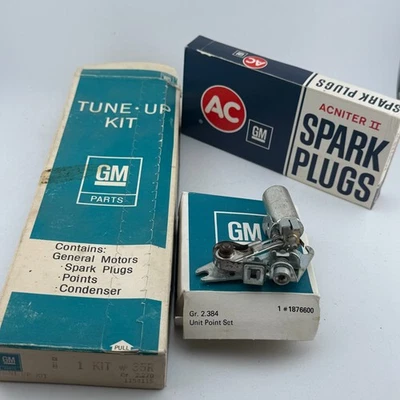 TUNE-UP
KIT
GM
PARTS
Contains:
General Motors
Spark Plugs
Points
Condenser
PULL
GM
1 KIT
AC
GM
ACNITER II
SPARK
PLUGS
SPARK PLUGS
GM
Gr. 2.384
1 #1876600
Unit Point Set